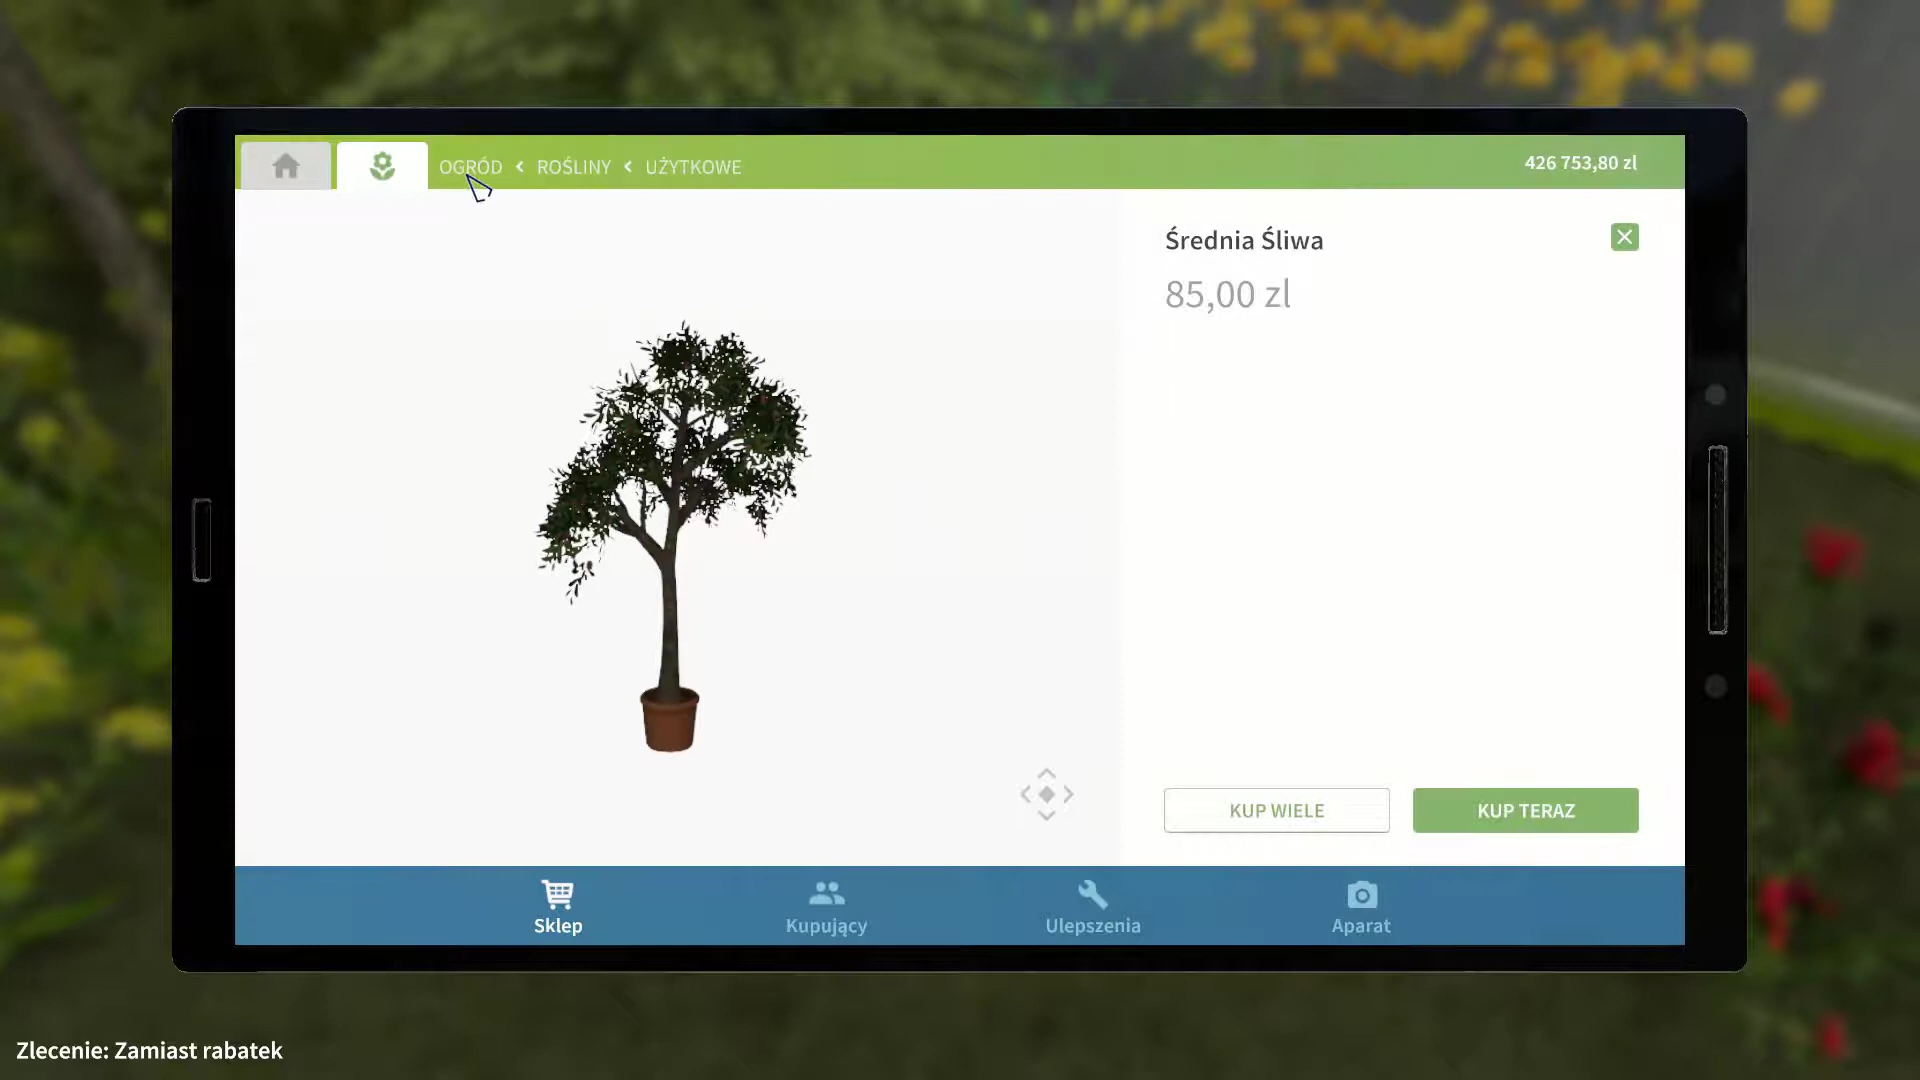 OGRÓD < ROŚLINY < UŻYTKOWE
426 753,80 zl
Średnia Śliwa
85,00 zl
KUP WIELE
KUP TERAZ
Sklep
Kupujący
Ulepszenia
Aparat
Zlecenie: Zamiast rabatek